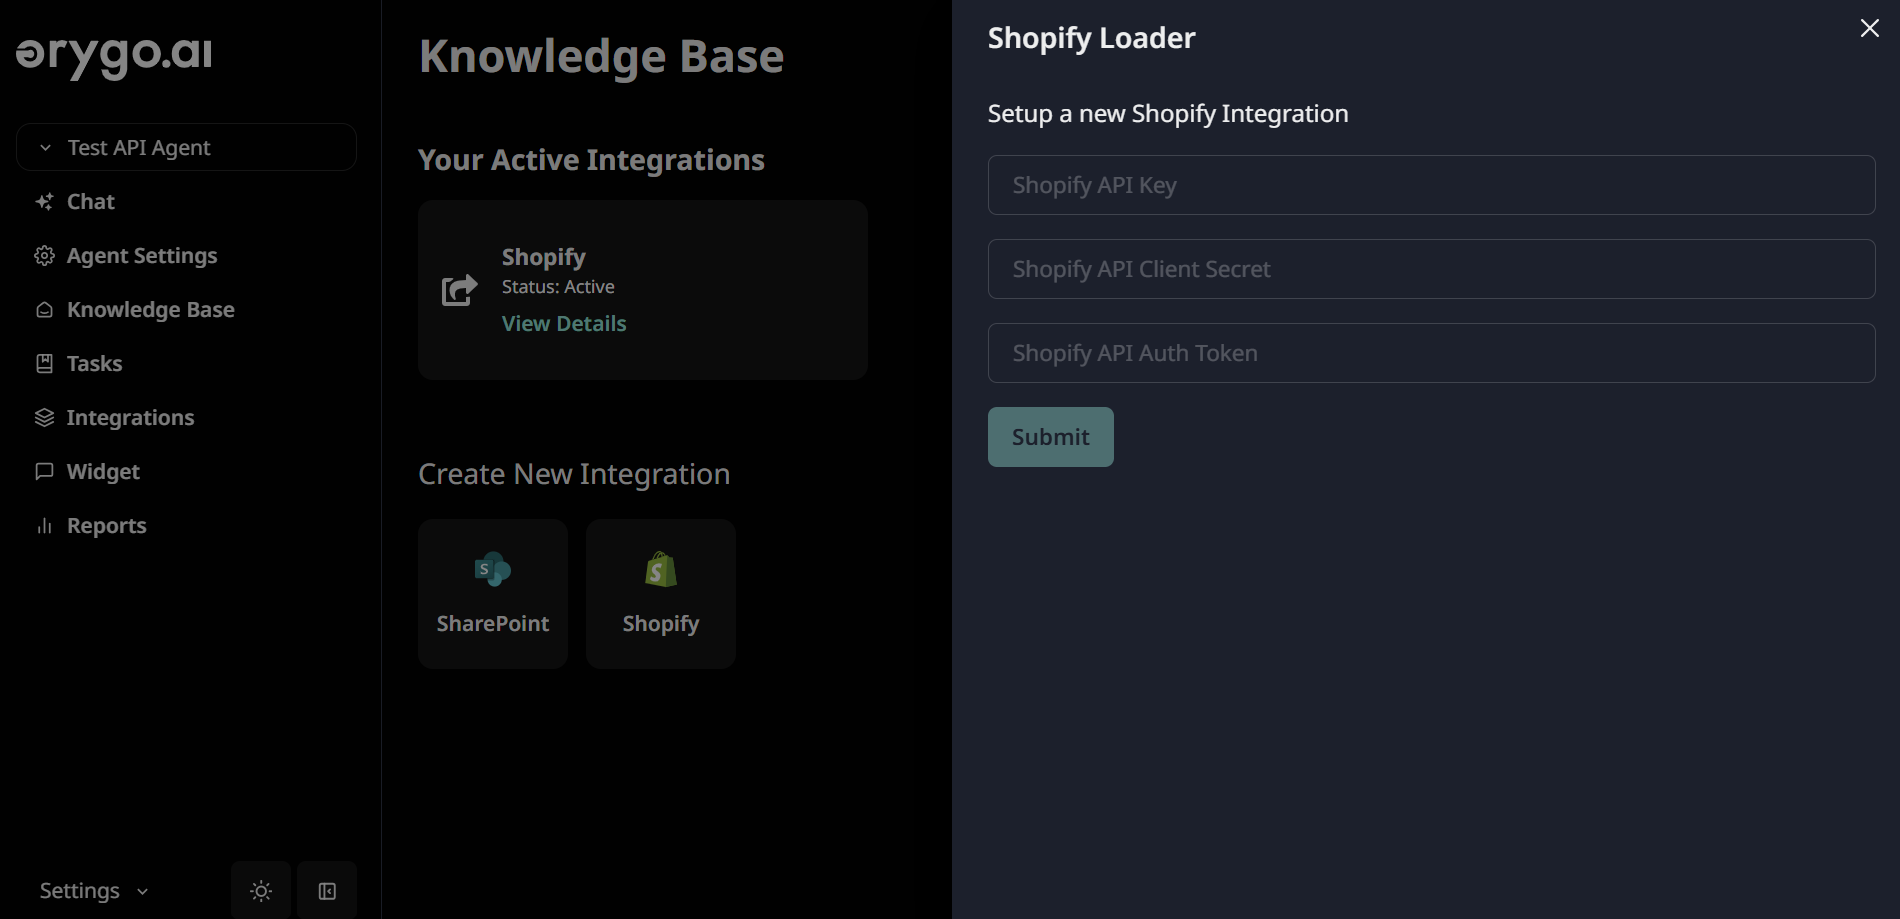 orygo.ai
Test API Agent
Chat
Agent Settings
Knowledge Base
Tasks
Integrations
Widget
Reports
Settings
Knowledge Base
Your Active Integrations
Shopify
Status: Active
View Details
Create New Integration
S
SharePoint
S
Shopify
Shopify Loader
Setup a new Shopify Integration
Shopify API Key
Shopify API Client Secret
Shopify API Auth Token
Submit